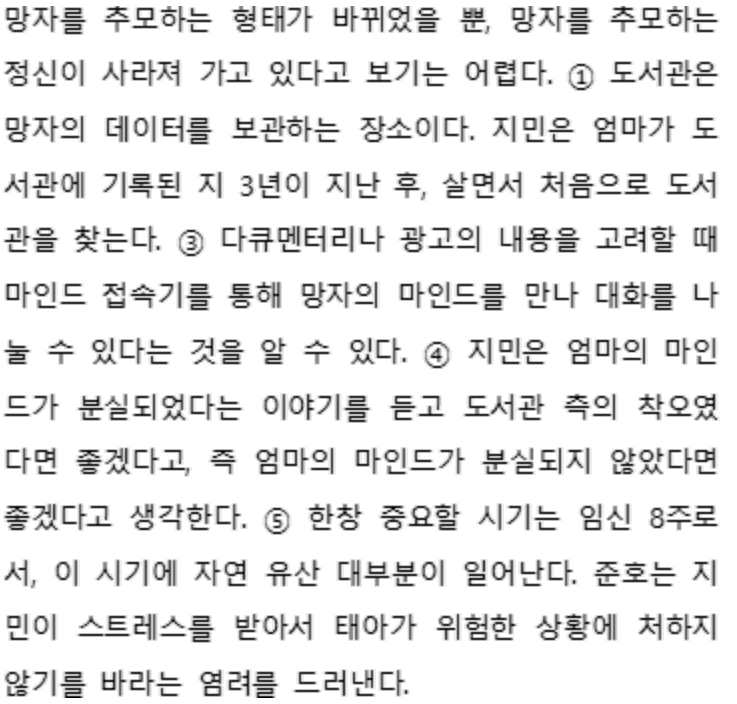 망자를 추모하는 형태가 바뀌었을 뿐, 망자를 추모하는
정신이 사라져 가고 있다고 보기는 어렵다. ① 도서관은
망자의 데이터를 보관하는 장소이다. 지민은 엄마가 도
서관에 기록된 지 3년이 지난 후, 살면서 처음으로 도서
관을 찾는다. ③ 다큐멘터리나 광고의 내용을 고려할 때
마인드 접속기를 통해 망자의 마인드를 만나 대화를 나
눌 수 있다는 것을 알 수 있다. ④ 지민은 엄마의 마인
드가 분실되었다는 이야기를 듣고 도서관 측의 착오였
다면 좋겠다고, 즉 엄마의 마인드가 분실되지 않았다면
좋겠다고 생각한다. ⑤ 한창 중요할 시기는 임신 8주로
서, 이 시기에 자연 유산 대부분이 일어난다. 준호는 지
민이 스트레스를 받아서 태아가 위험한 상황에 처하지
않기를 바라는 염려를 드러낸다.